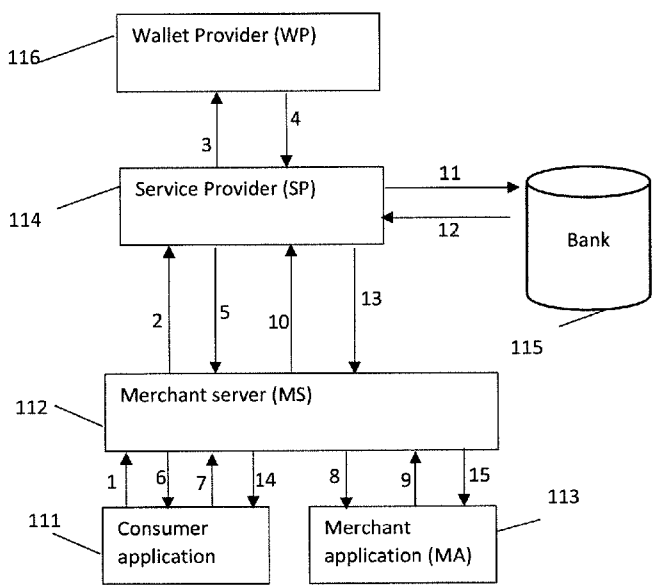 Wallet Provider (WP)
116
3
4
Service Provider (SP)
114
11
12
Bank
115
2
5
10
13
Merchant server (MS)
112
1
6
7
14
8
9
15
111
Consumer
application
Merchant
application (MA)
113